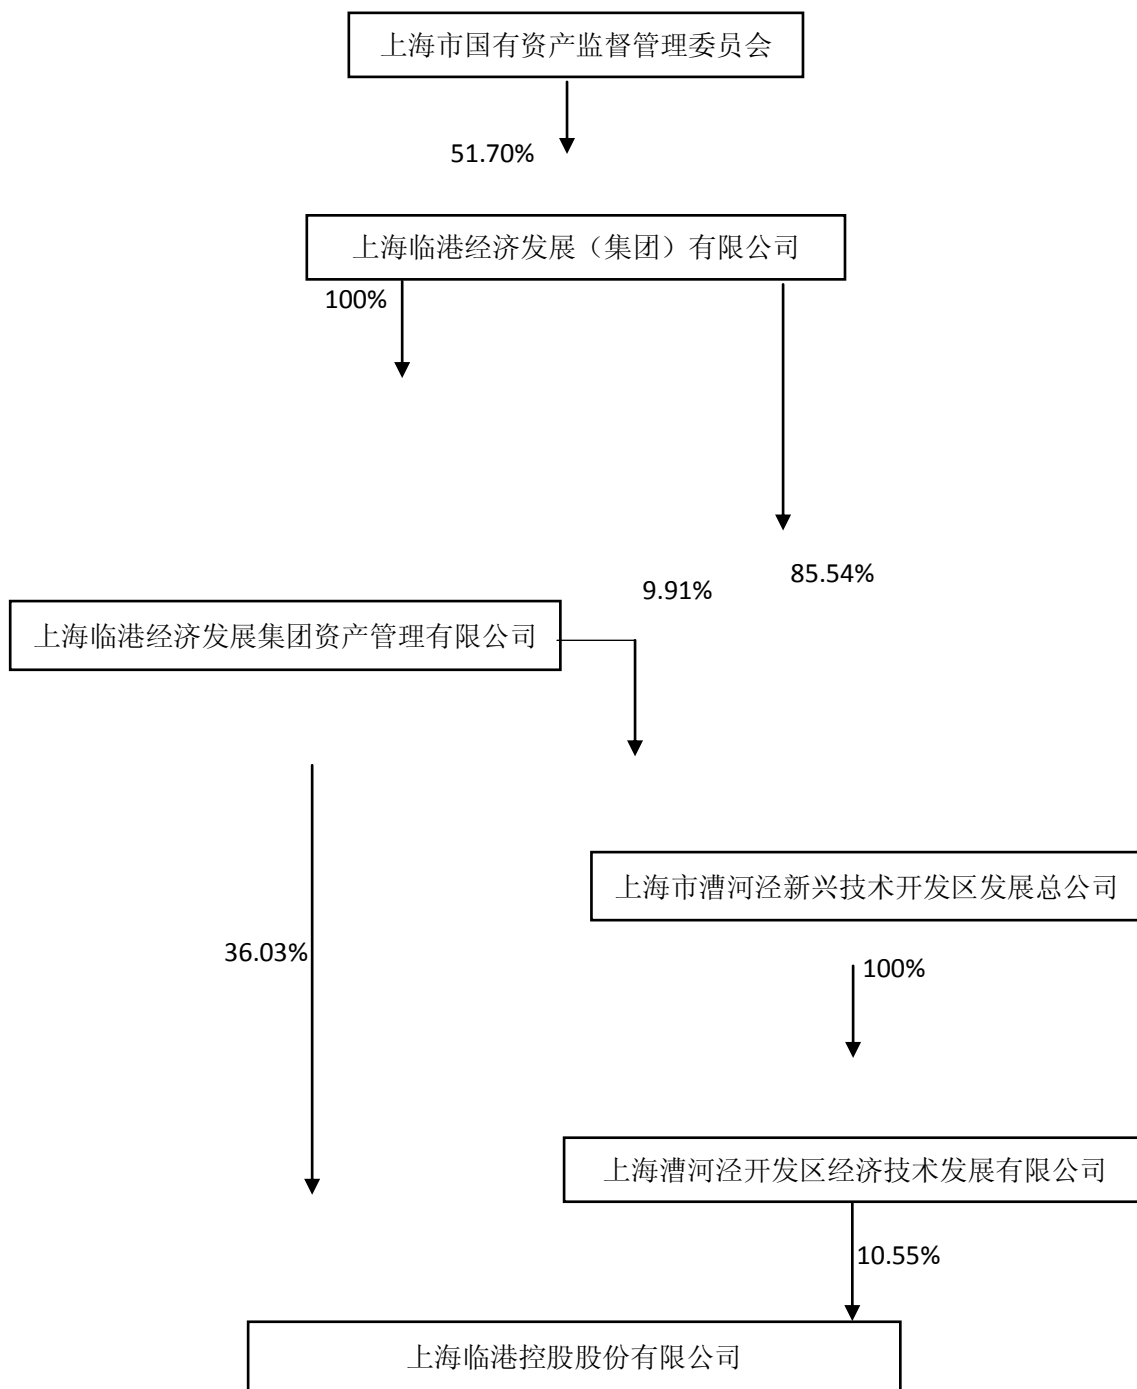 上海市国有资产监督管理委员会
51.70%
上海临港经济发展（集团）有限公司
100%
85.54%
9.91%
上海临港经济发展集团资产管理有限公司
上海市漕河泾新兴技术开发区发展总公司
36.03%
100%
上海漕河泾开发区经济技术发展有限公司
10.55%
上海临港控股股份有限公司